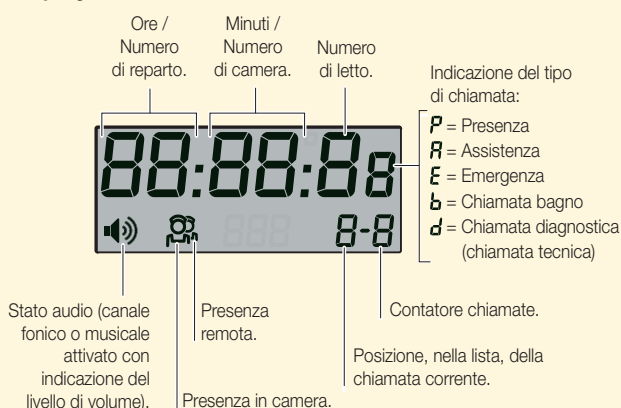 Ore /
Numero
di reparto.
Minuti /
Numero
di camera.
Numero
di letto.
Indicazione del tipo
di chiamata:
P = Presenza
A = Assistenza
E = Emergenza
b = Chiamata bagno
d = Chiamata diagnostica
(chiamata tecnica)
88:88:88
888
8-8
Stato audio (canale
fonico o musicale
attivato con
indicazione del
livello di volume).
Presenza
remota.
Presenza in camera.
Contatore chiamate.
Posizione, nella lista, della
chiamata corrente.